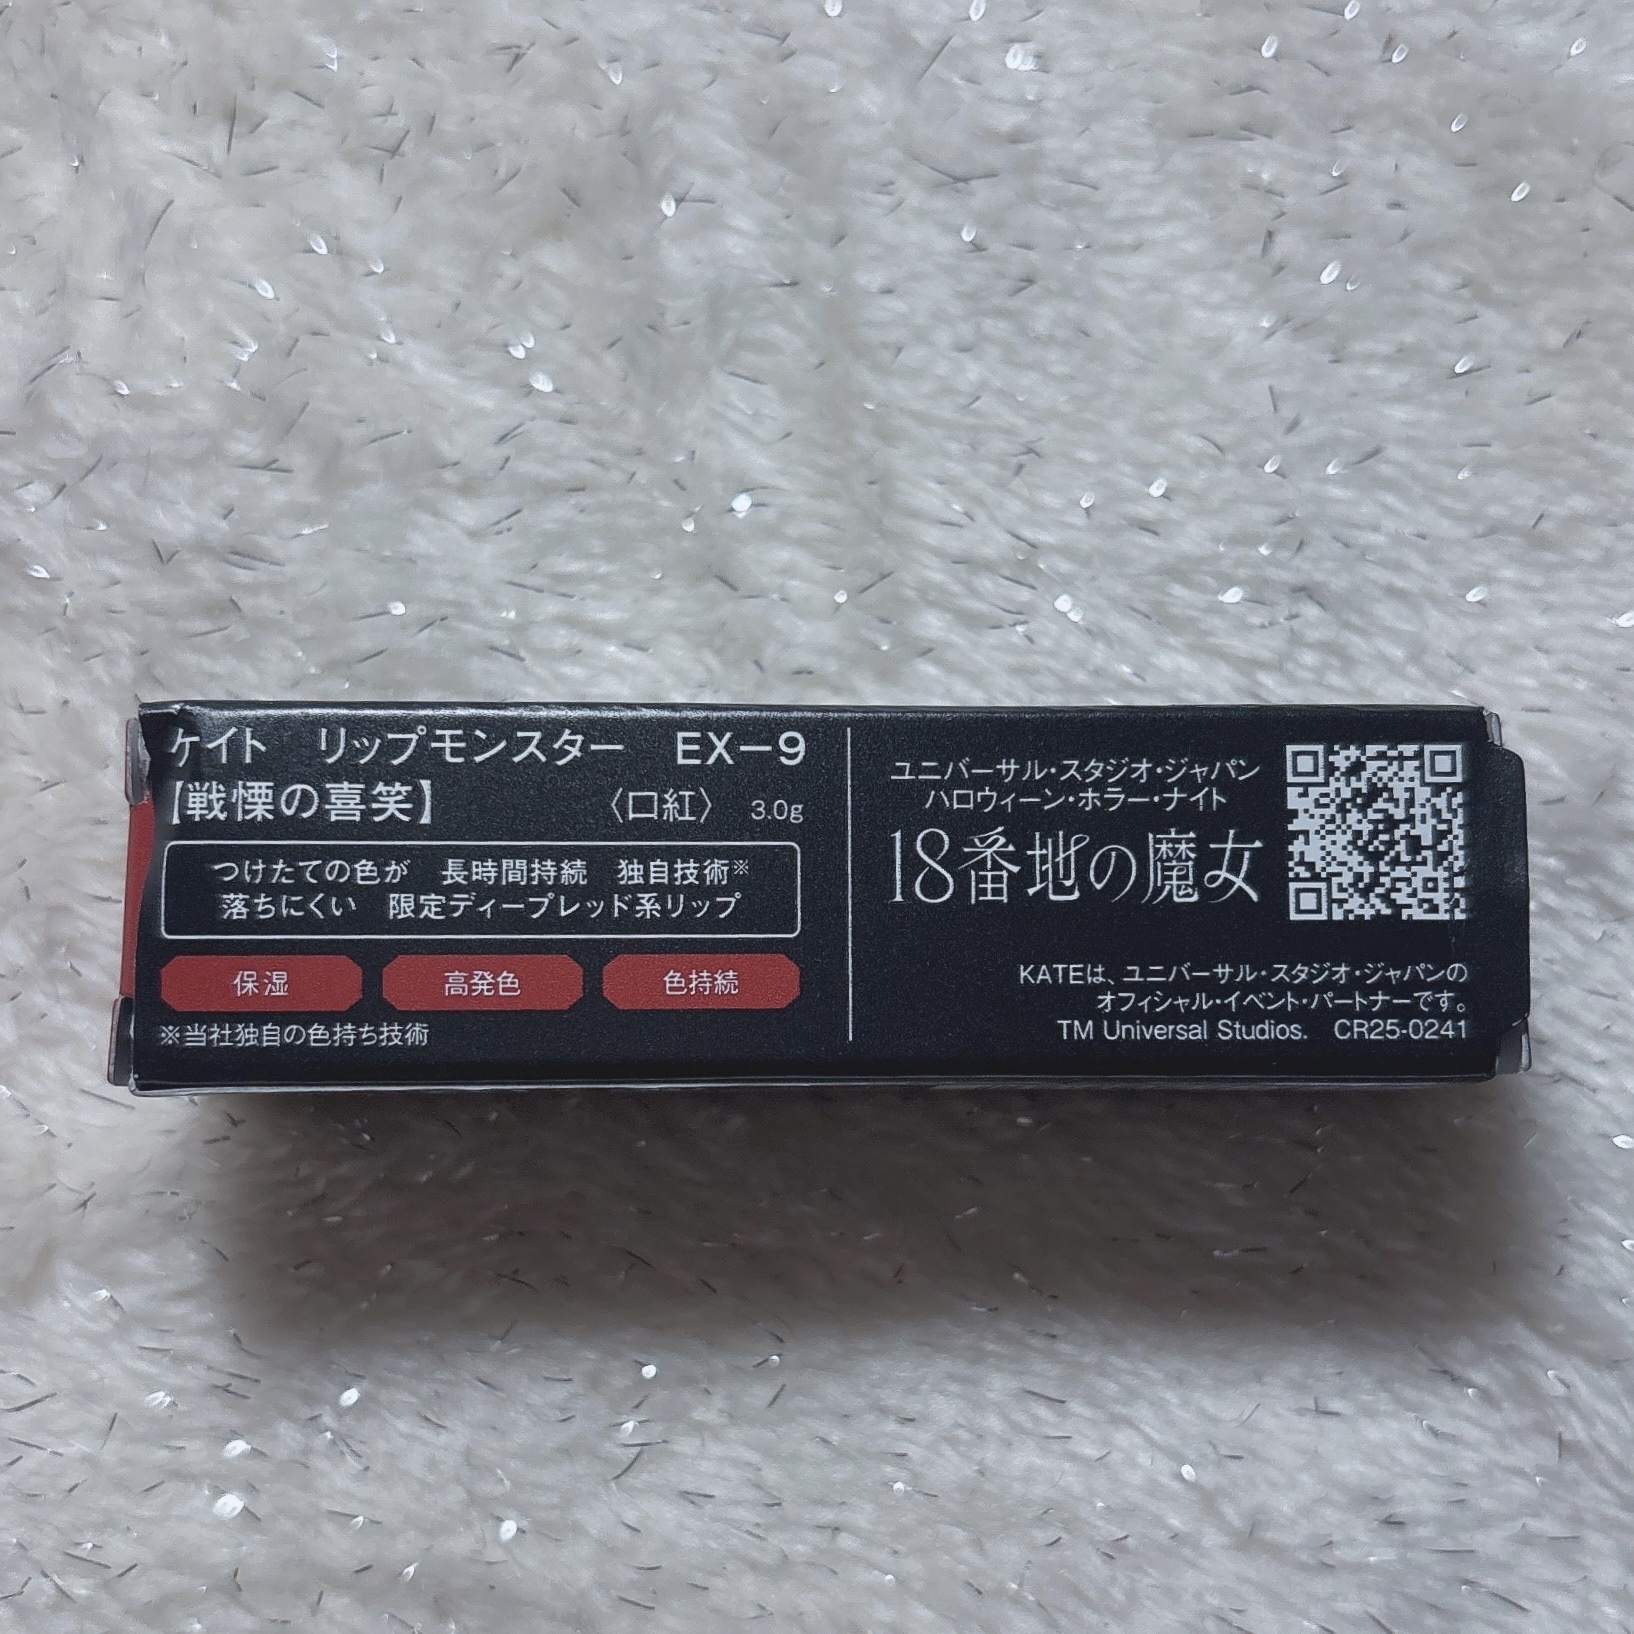 ケイト リップモンスター EX−9
【戦慄の喜笑】 〈口紅〉 3.0g
つけたての色が 長時間持続 独自技術※
落ちにくい 限定ディープレッド系リップ
保湿 高発色 色持続
※当社独自の色持ち技術
ユニバーサル・スタジオ・ジャパン
ハロウィーン・ホラー・ナイト
18番地の魔女
KATEは、ユニバーサル・スタジオ・ジャパンの
オフィシャル・イベント・パートナーです。
TM Universal Studios. CR25-0241